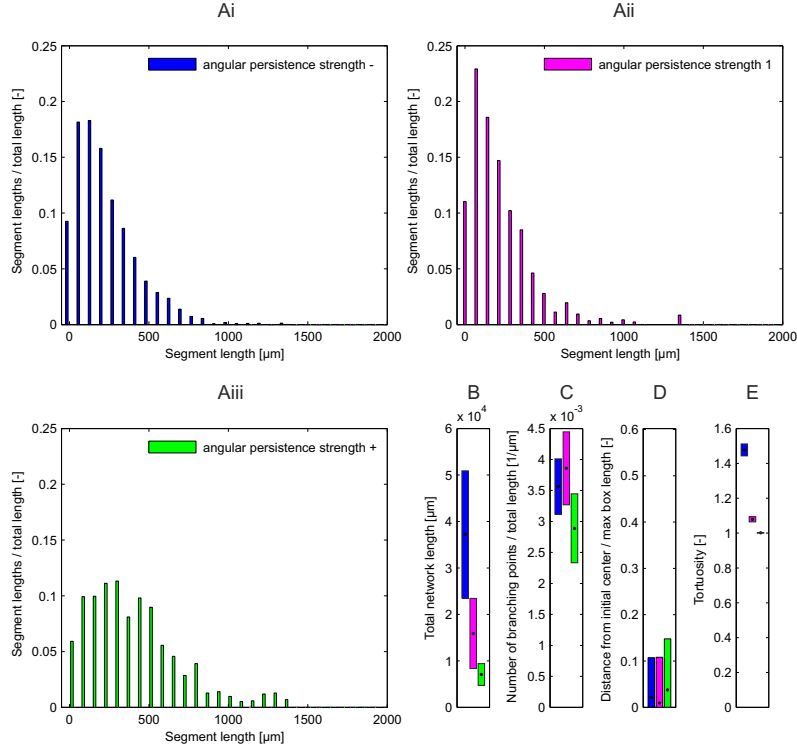 Ai
Aii
0.25
0.2
0.15
0.1
0.05
0
Segment lengths / total length [-]
angular persistence strength -
0 500 1000 1500 2000
Segment length [µm]
0.25
0.2
0.15
0.1
0.05
0
Segment lengths / total length [-]
angular persistence strength 1
0 500 1000 1500 2000
Segment length [µm]
Aiii
0.25
0.2
0.15
0.1
0.05
0
Segment lengths / total length [-]
angular persistence strength +
0 500 1000 1500 2000
Segment length [µm]
B
x 10⁴
6
5
4
3
2
1
0
Total network length [µm]
C
x 10⁻³
4.5
4
3.5
3
2.5
2
1.5
1
0.5
0
Number of branching points / total length [1/µm]
D
0.6
0.5
0.4
0.3
0.2
0.1
0
Distance from initial center / max box length [-]
E
1.6
1.4
1.2
1
0.8
0.6
0.4
0.2
0
Tortuosity [-]